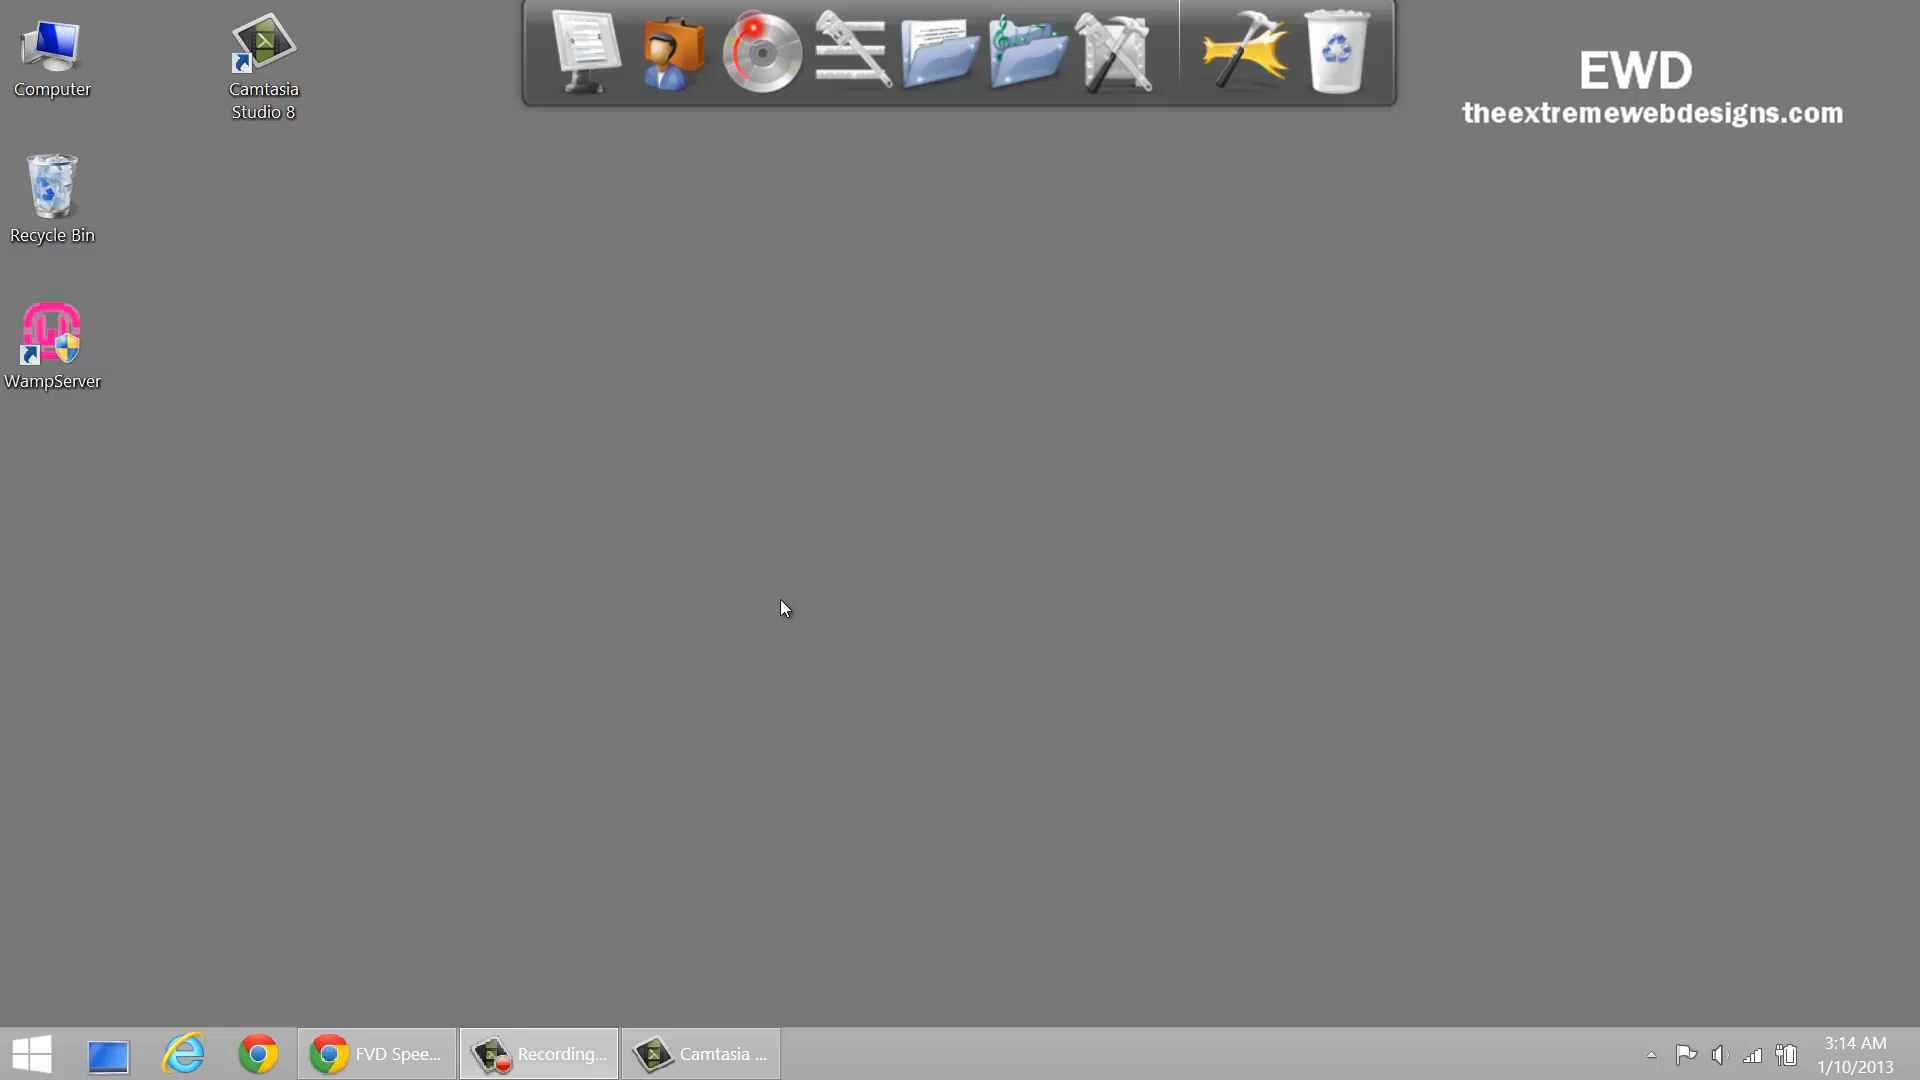 Computer
Camtasia
Studio 8
EWD
theextremewebdesigns.com
Recycle Bin
WampServer
FVD Spee...
Recording...
Camtasia ...
3:14 AM
1/10/2013